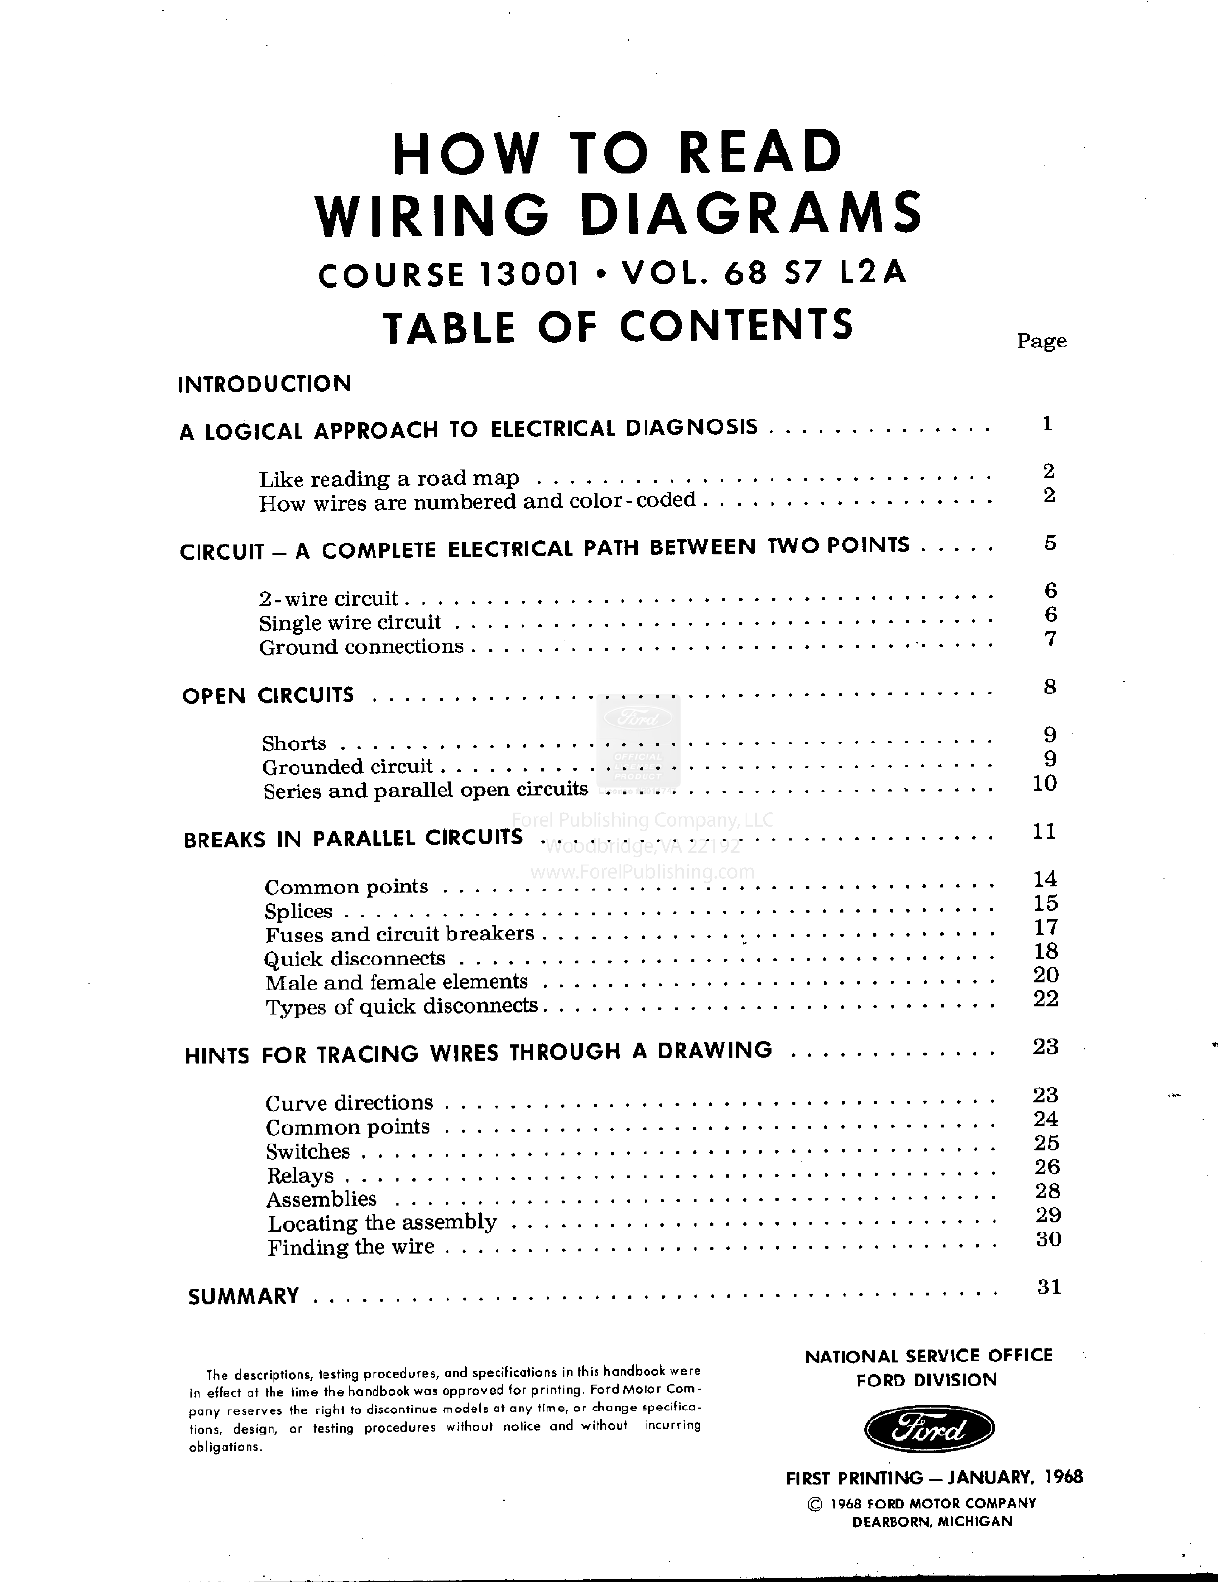 HOW TO READ
WIRING DIAGRAMS
COURSE 13001 • VOL. 68 S7 L2A
TABLE OF CONTENTS
Page
INTRODUCTION
A LOGICAL APPROACH TO ELECTRICAL DIAGNOSIS . . . . . . . . . . . . . . 1
Like reading a road map . . . . . . . . . . . . . . . . . . . . . . . . . . . . 2
How wires are numbered and color-coded . . . . . . . . . . . . . . . . . . 2
CIRCUIT – A COMPLETE ELECTRICAL PATH BETWEEN TWO POINTS . . . . . 5
2-wire circuit . . . . . . . . . . . . . . . . . . . . . . . . . . . . . . . . . . . . 6
Single wire circuit . . . . . . . . . . . . . . . . . . . . . . . . . . . . . . . . . 6
Ground connections . . . . . . . . . . . . . . . . . . . . . . . . . . . . . . . . 7
OPEN CIRCUITS . . . . . . . . . . . . . . . . . . . . . . . . . . . . . . . . . . . . . . 8
Shorts . . . . . . . . . . . . . . . . . . . . . . . . . . . . . . . . . . . . . . . . 9
Grounded circuit . . . . . . . . . . . . . . . . . . . . . . . . . . . . . . . . . . 9
Series and parallel open circuits . . . . . . . . . . . . . . . . . . . . . . . . 10
Ford
OFFICIAL
LICENSED
PRODUCT
Forel Publishing Company, LLC
BREAKS IN PARALLEL CIRCUITS . . . . . . . . . . . . . . . . . . . . . . . . . . . . 11
Woodbridge, VA 22192
www.ForelPublishing.com
Common points . . . . . . . . . . . . . . . . . . . . . . . . . . . . . . . . . . 14
Splices . . . . . . . . . . . . . . . . . . . . . . . . . . . . . . . . . . . . . . . . 15
Fuses and circuit breakers . . . . . . . . . . . . . . . . . . . . . . . . . . . . 17
Quick disconnects . . . . . . . . . . . . . . . . . . . . . . . . . . . . . . . . . 18
Male and female elements . . . . . . . . . . . . . . . . . . . . . . . . . . . . 20
Types of quick disconnects . . . . . . . . . . . . . . . . . . . . . . . . . . . . 22
HINTS FOR TRACING WIRES THROUGH A DRAWING . . . . . . . . . . . . . 23
Curve directions . . . . . . . . . . . . . . . . . . . . . . . . . . . . . . . . . . 23
Common points . . . . . . . . . . . . . . . . . . . . . . . . . . . . . . . . . . 24
Switches . . . . . . . . . . . . . . . . . . . . . . . . . . . . . . . . . . . . . . . 25
Relays . . . . . . . . . . . . . . . . . . . . . . . . . . . . . . . . . . . . . . . . 26
Assemblies . . . . . . . . . . . . . . . . . . . . . . . . . . . . . . . . . . . . . 28
Locating the assembly . . . . . . . . . . . . . . . . . . . . . . . . . . . . . . 29
Finding the wire . . . . . . . . . . . . . . . . . . . . . . . . . . . . . . . . . . 30
SUMMARY . . . . . . . . . . . . . . . . . . . . . . . . . . . . . . . . . . . . . . . . . . 31
The descriptions, testing procedures, and specifications in this handbook were
in effect at the time the handbook was approved for printing. Ford Motor Com-
pany reserves the right to discontinue models at any time, or change specifica-
tions, design, or testing procedures without notice and without incurring
obligations.
NATIONAL SERVICE OFFICE
FORD DIVISION
Ford
FIRST PRINTING – JANUARY, 1968
© 1968 FORD MOTOR COMPANY
DEARBORN, MICHIGAN